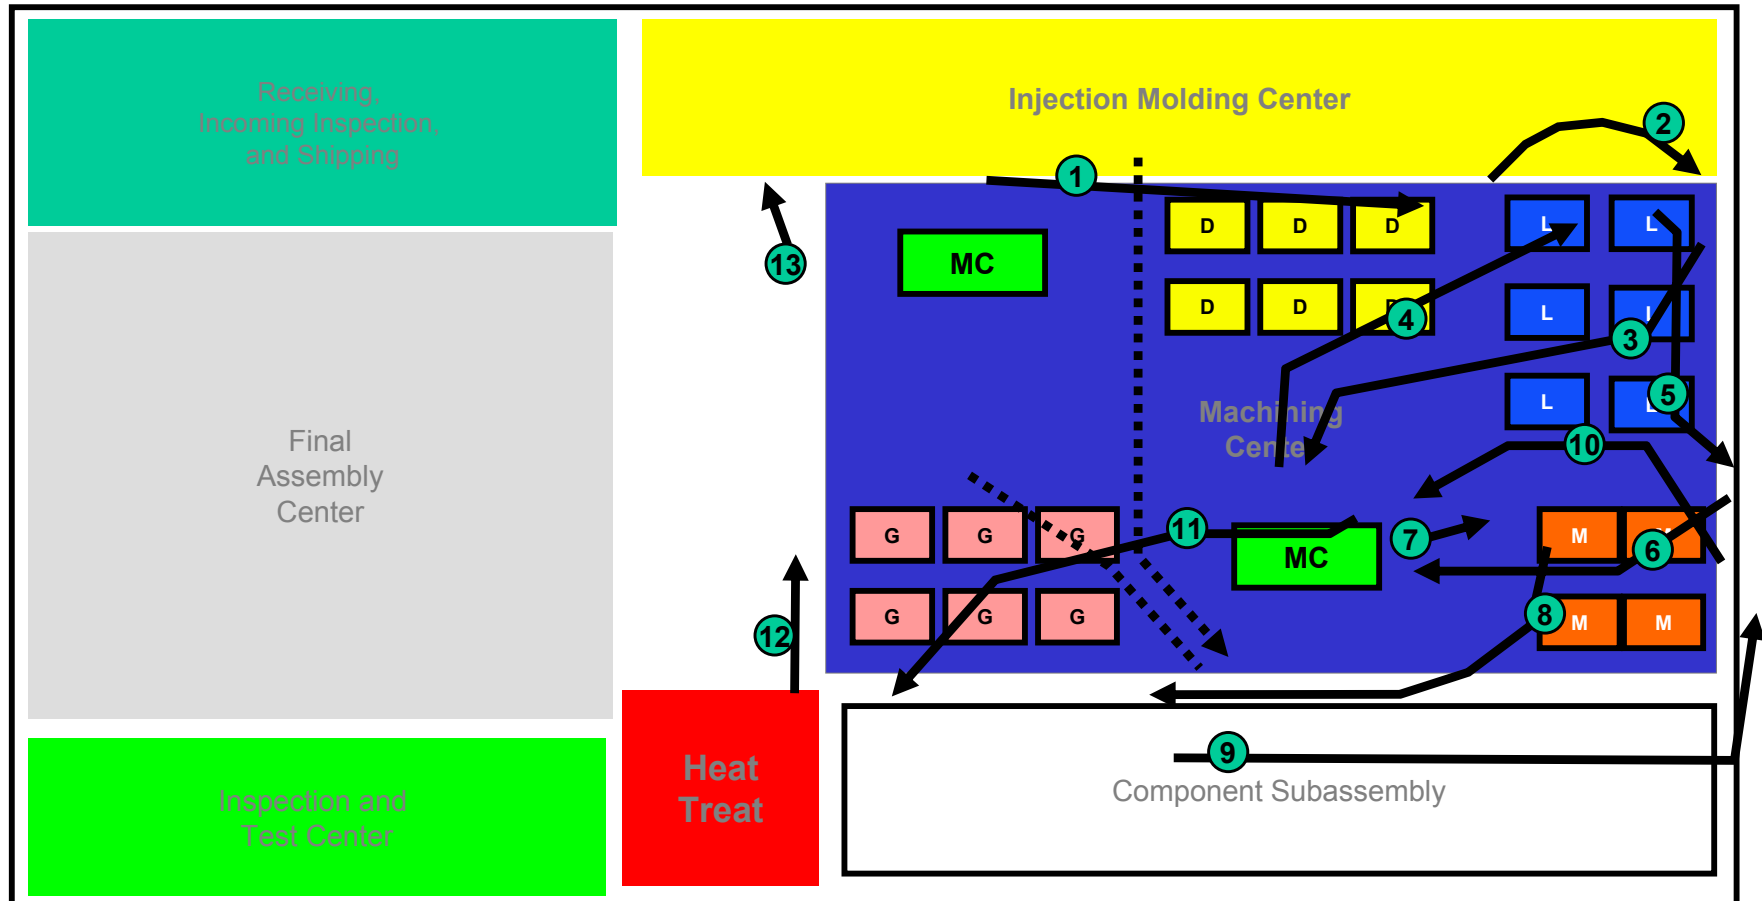 Receiving,
Incoming Inspection,
and Shipping
Injection Molding Center
2
1
D D D L L
13
MC
D D D L L
4
3
Machining
Center
L L
5
10
Final
Assembly
Center
G G G
11
MC
7
M M
6
G G G
8
M M
12
Heat
Treat
9
Component Subassembly
Inspection and
Test Center